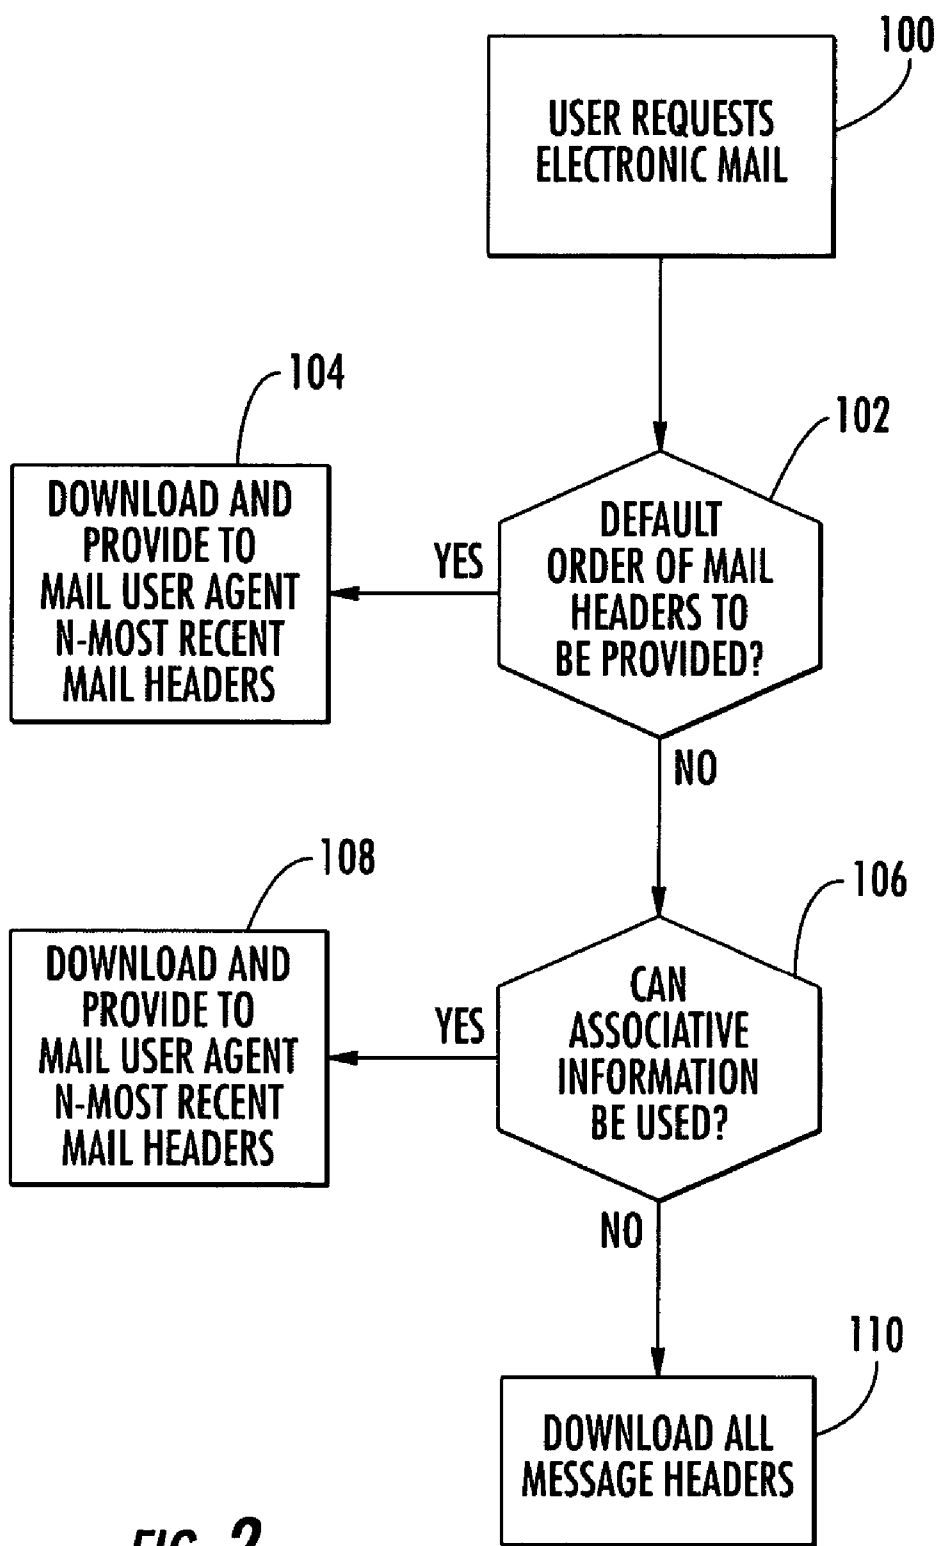 100
USER REQUESTS
ELECTRONIC MAIL
104
102
DOWNLOAD AND
PROVIDE TO
MAIL USER AGENT
N-MOST RECENT
MAIL HEADERS
YES
DEFAULT
ORDER OF MAIL
HEADERS TO
BE PROVIDED?
NO
108
106
DOWNLOAD AND
PROVIDE TO
MAIL USER AGENT
N-MOST RECENT
MAIL HEADERS
YES
CAN
ASSOCIATIVE
INFORMATION
BE USED?
NO
110
DOWNLOAD ALL
MESSAGE HEADERS
FIG. 2